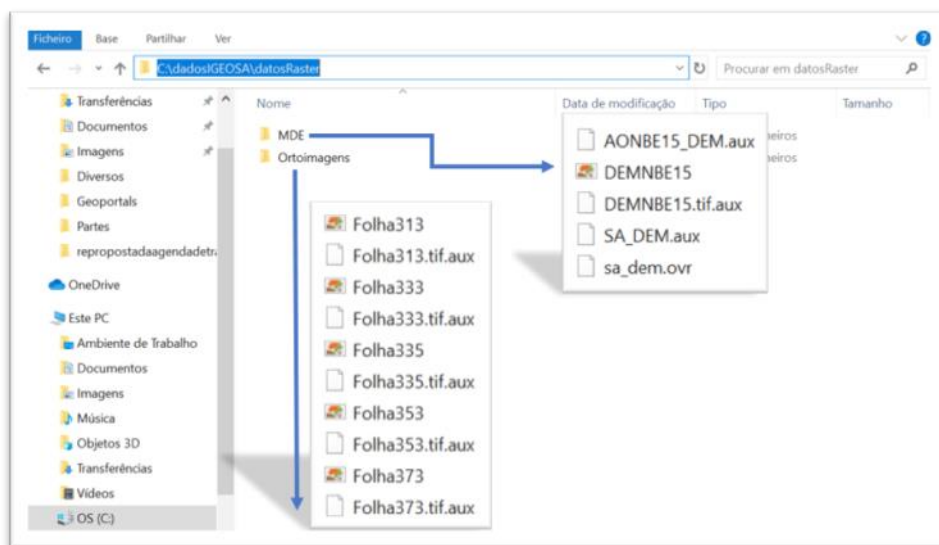 Ficheiro Base Partilhar Ver
C:\dadosIGEOSA\datosRaster
Procurar em datosRaster
Transferências
Documentos
Imagens
Diversos
Geoportals
Partes
repropostadaagendadetra
OneDrive
Este PC
Ambiente de Trabalho
Documentos
Imagens
Música
Objetos 3D
Transferências
Vídeos
OS (C:)
Nome Data de modificação Tipo Tamanho
MDE
Ortoimagens
heiros
heiros
AONBE15_DEM.aux
DEMNBE15
DEMNBE15.tif.aux
SA_DEM.aux
sa_dem.ovr
Folha313
Folha313.tif.aux
Folha333
Folha333.tif.aux
Folha335
Folha335.tif.aux
Folha353
Folha353.tif.aux
Folha373
Folha373.tif.aux